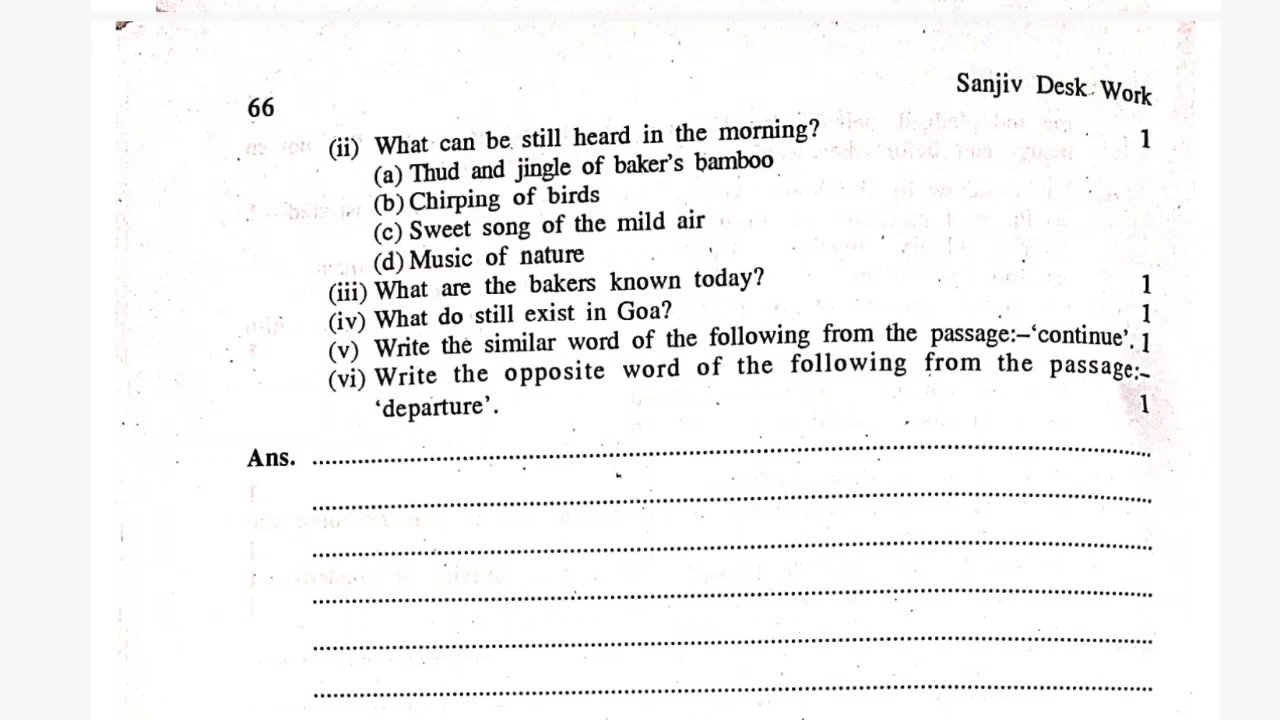 Sanjiv Desk Work
66
(ii) What can be still heard in the morning? 1
(a) Thud and jingle of baker's bamboo
(b) Chirping of birds
(c) Sweet song of the mild air
(d) Music of nature
(iii) What are the bakers known today? 1
(iv) What do still exist in Goa? 1
(v) Write the similar word of the following from the passage:–'continue'. 1
(vi) Write the opposite word of the following from the passage:–
'departure'. 1
Ans.